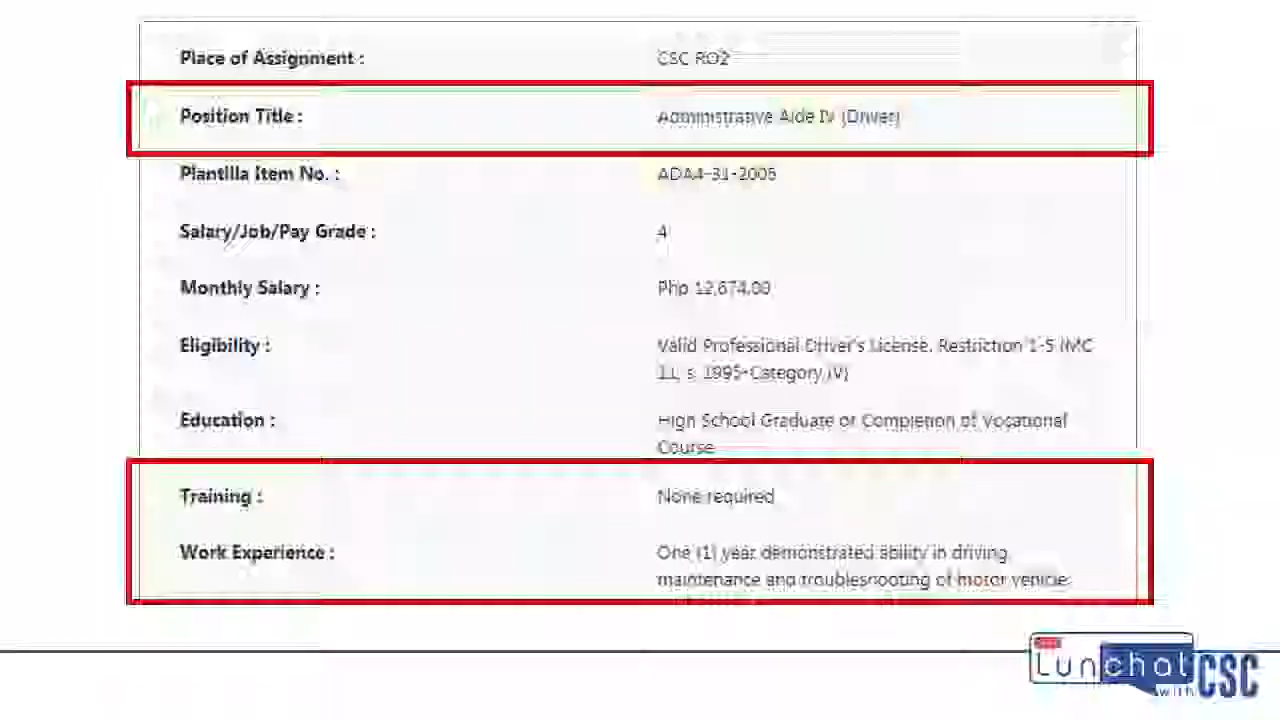 Place of Assignment : CSC RO2
Position Title : Administrative Aide IV (Driver)
Plantilla Item No. : ADA4-31-2005
Salary/Job/Pay Grade : 4
Monthly Salary : Php 12,674.00
Eligibility : Valid Professional Driver's License, Restriction 1-5 (MC
11, s. 1995-Category IV)
Education : High School Graduate or Completion of Vocational
Course
Training : None required
Work Experience : One (1) year demonstrated ability in driving,
maintenance and troubleshooting of motor vehicle
Lunchat
with CSC